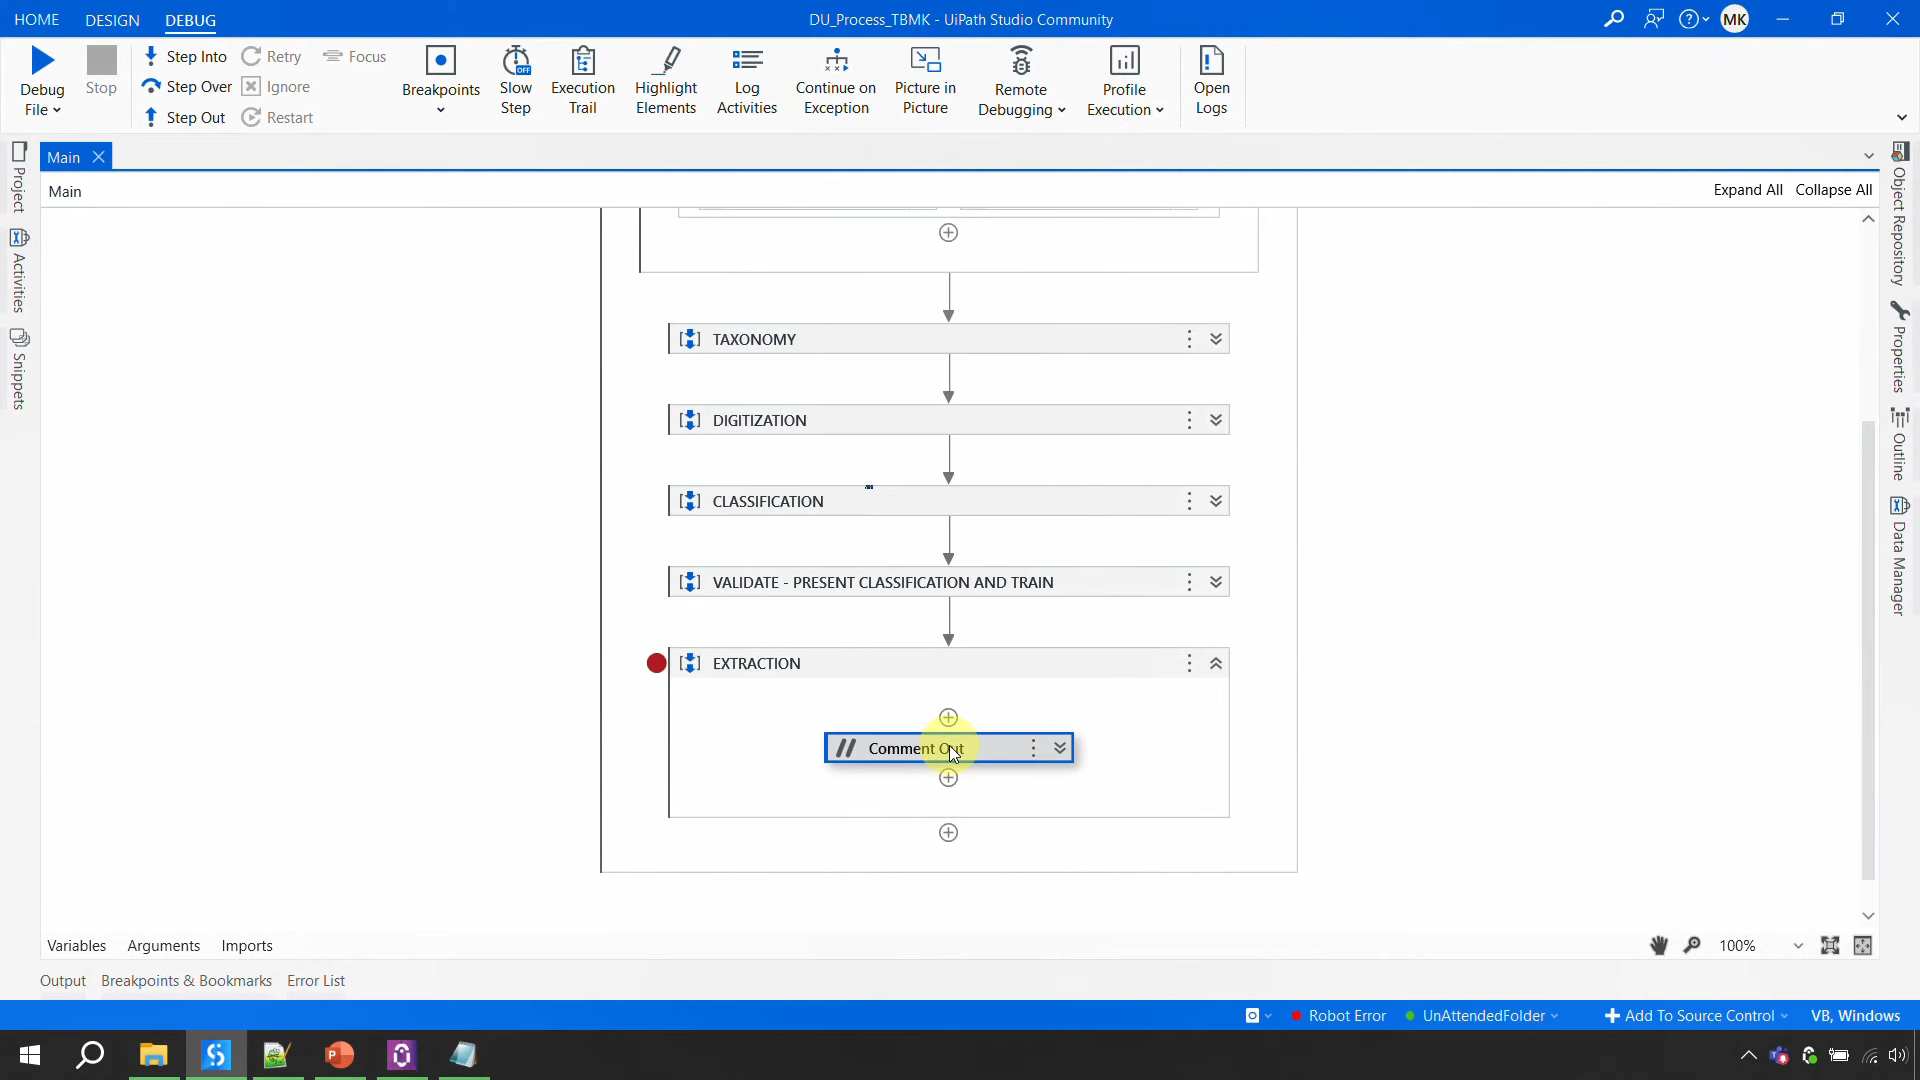 HOME DESIGN DEBUG
DU_Process_TBMK - UiPath Studio Community
MK
Debug File
Stop
Step Into
Step Over
Step Out
Retry
Ignore
Restart
Focus
Breakpoints
Slow Step
OFF
Execution Trail
Highlight Elements
Log Activities
Continue on Exception
Picture in Picture
Remote Debugging
Profile Execution
Open Logs
Main
Main
Expand All Collapse All
Project
Activities
Snippets
TAXONOMY
DIGITIZATION
CLASSIFICATION
VALIDATE - PRESENT CLASSIFICATION AND TRAIN
EXTRACTION
// Comment Out
Object Repository
Properties
Outline
Data Manager
Variables Arguments Imports
100%
Output Breakpoints & Bookmarks Error List
Robot Error
UnAttendedFolder
Add To Source Control
VB, Windows